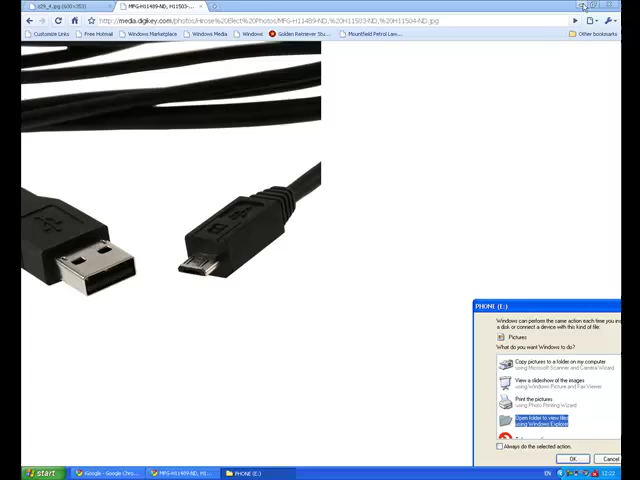 z29_4.jpg (600×353)
MFG-H11489-ND, H11503-...
http://media.digikey.com/photos/Hirose%20Elect%20Photos/MFG-H11489-ND,%20H11503-ND,%20H11504-ND.jpg
Customize Links Free Hotmail Windows Marketplace Windows Media Windows Golden Retriever Stu... Mountfield Petrol Law... Other bookmarks
PHONE (E:)
Windows can perform the same action each time you ins
a disk or connect a device with this kind of file:
Pictures
What do you want Windows to do?
Copy pictures to a folder on my computer
using Microsoft Scanner and Camera Wizard
View a slideshow of the images
using Windows Picture and Fax Viewer
Print the pictures
using Photo Printing Wizard
Open folder to view files
using Windows Explorer
Always do the selected action.
OK Cancel
start iGoogle - Google Chro... MFG-H11489-ND, H1... PHONE (E:) EN 12:22